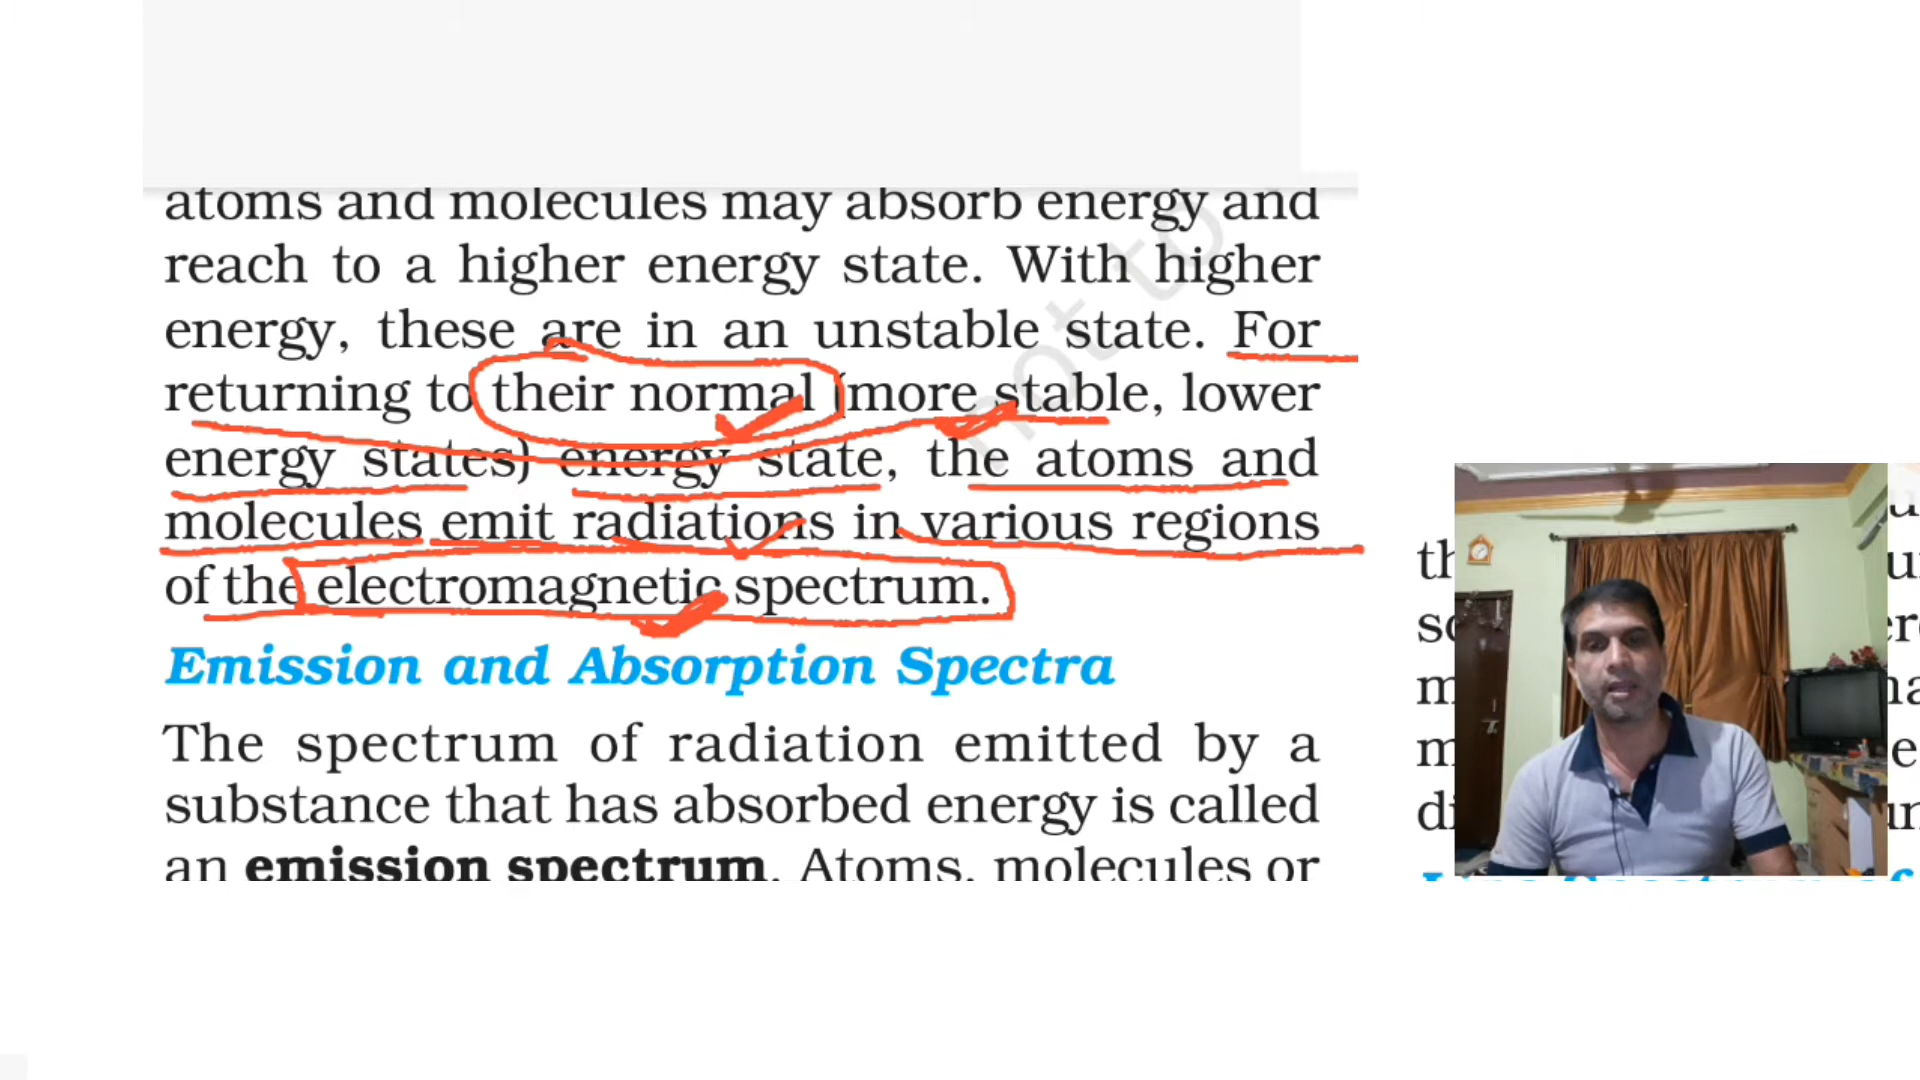 atoms and molecules may absorb energy and
reach to a higher energy state. With higher
energy, these are in an unstable state. For
returning to their normal (more stable, lower
energy states) energy state, the atoms and
molecules emit radiations in various regions
of the electromagnetic spectrum.
Emission and Absorption Spectra
The spectrum of radiation emitted by a
substance that has absorbed energy is called
an emission spectrum. Atoms, molecules or
not to